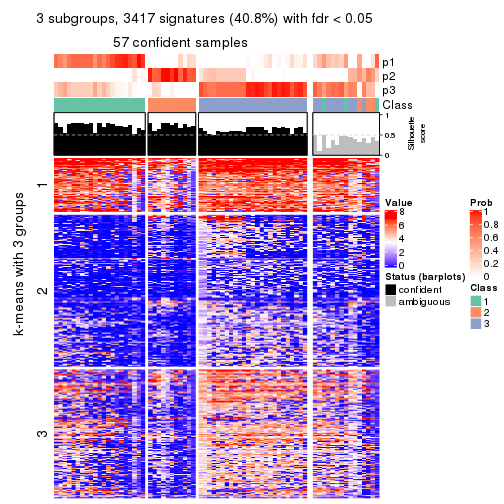 3 subgroups, 3417 signatures (40.8%) with fdr < 0.05
57 confident samples
p1
p2
p3
Class
1
0.5
0
Silhouette
score
k-means with 3 groups
1
2
3
Value
8
6
4
2
0
Status (barplots)
confident
ambiguous
Prob
1
0.8
0.6
0.4
0.2
0
Class
1
2
3